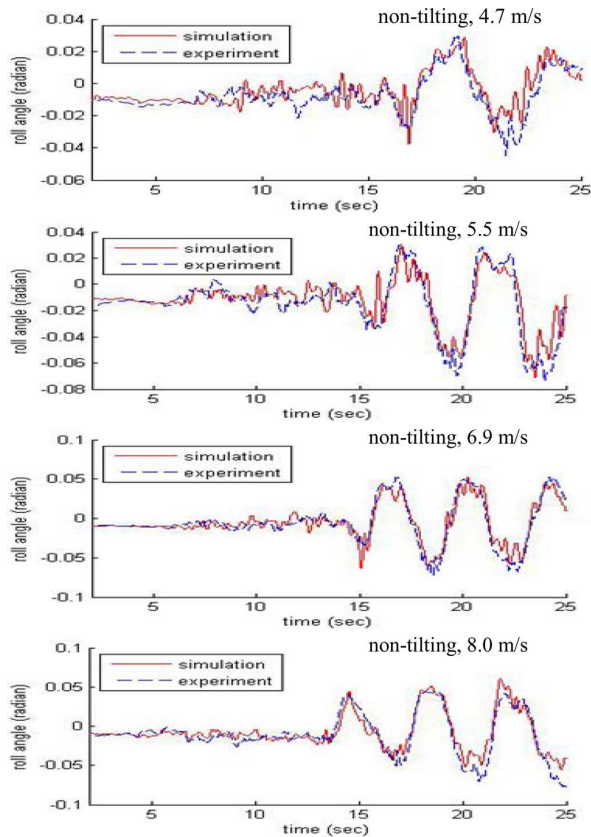 non-tilting, 4.7 m/s
0.04
0.02
0
-0.02
-0.04
-0.06
roll angle (radian)
simulation
experiment
5
10
15
20
25
time (sec)
non-tilting, 5.5 m/s
0.04
0.02
0
-0.02
-0.04
-0.06
-0.08
roll angle (radian)
simulation
experiment
5
10
15
20
25
time (sec)
non-tilting, 6.9 m/s
0.1
0.05
0
-0.05
-0.1
roll angle (radian)
simulation
experiment
5
10
15
20
25
time (sec)
non-tilting, 8.0 m/s
0.1
0.05
0
-0.05
-0.1
roll angle (radian)
simulation
experiment
5
10
15
20
25
time (sec)